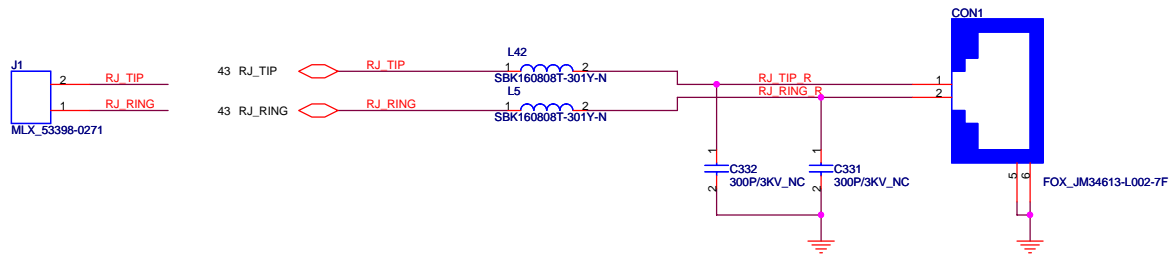 CON1
L42
J1
2 RJ_TIP
43 RJ_TIP
RJ_TIP
1 2
SBK160808T-301Y-N
RJ_TIP_R
1
1 RJ_RING
43 RJ_RING
RJ_RING
L5
1 2
SBK160808T-301Y-N
RJ_RING_R
2
MLX_53398-0271
1
C332
300P/3KV_NC
2
1
C331
300P/3KV_NC
2
5
6
FOX_JM34613-L002-7F